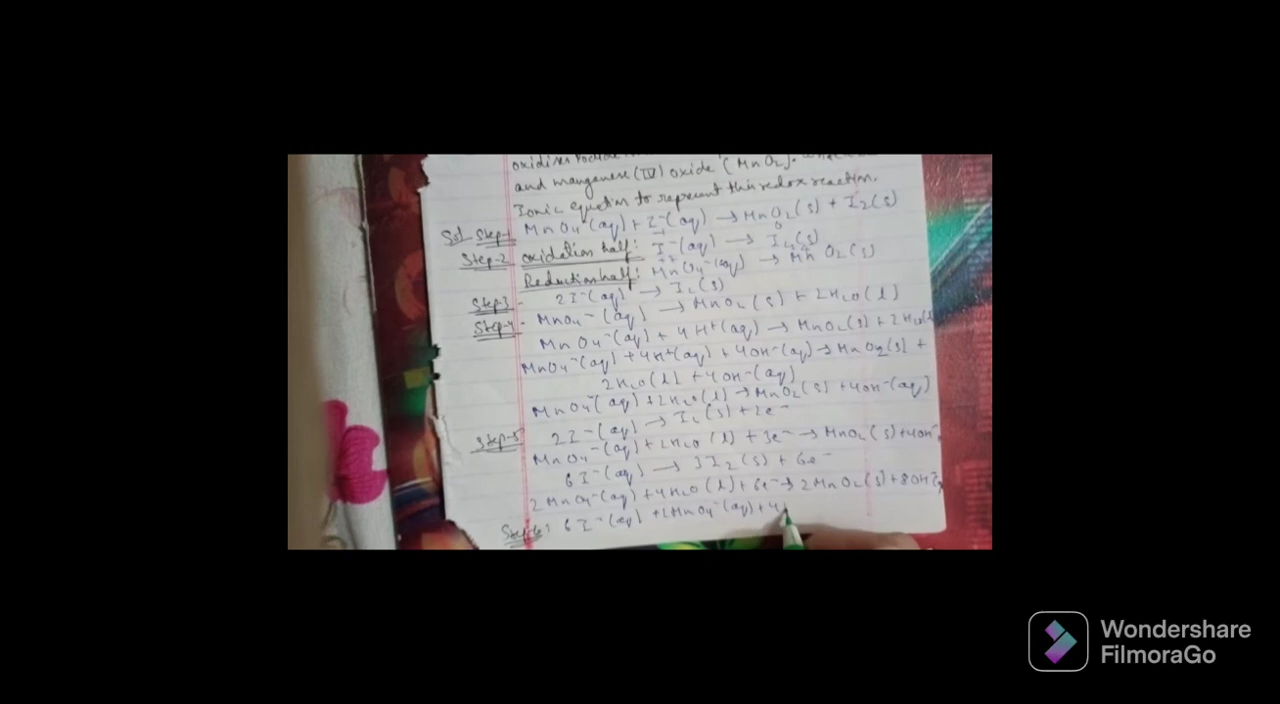 oxidises
and manganese (IV) oxide (MnO2).
Ionic equation to represent this redox reaction.
Sol Step-1 MnO4-(aq) + I-(aq) → MnO2(s) + I2(s)
Step-2 oxidation half: I-(aq) → I2(s)
Reduction half: MnO4-(aq) → MnO2(s)
Step-3 - 2I-(aq) → I2(s)
Step-4 - MnO4-(aq) → MnO2(s) + 2H2O(l)
MnO4-(aq) + 4H+(aq) → MnO2(s) + 2H2O(l
MnO4-(aq) + 4H+(aq) + 4OH-(aq) → MnO2(s) +
2H2O(l) + 4OH-(aq)
MnO4-(aq) + 2H2O(l) → MnO2(s) + 4OH-(aq)
Step-5 2I-(aq) → I2(s) + 2e-
MnO4-(aq) + 2H2O(l) + 3e- → MnO2(s) + 4OH-
6I-(aq) → 3I2(s) + 6e-
2MnO4-(aq) + 4H2O(l) + 6e- → 2MnO2(s) + 8OH-
Step-6: 6I-(aq) + 2MnO4-(aq) + 4
Wondershare
FilmoraGo